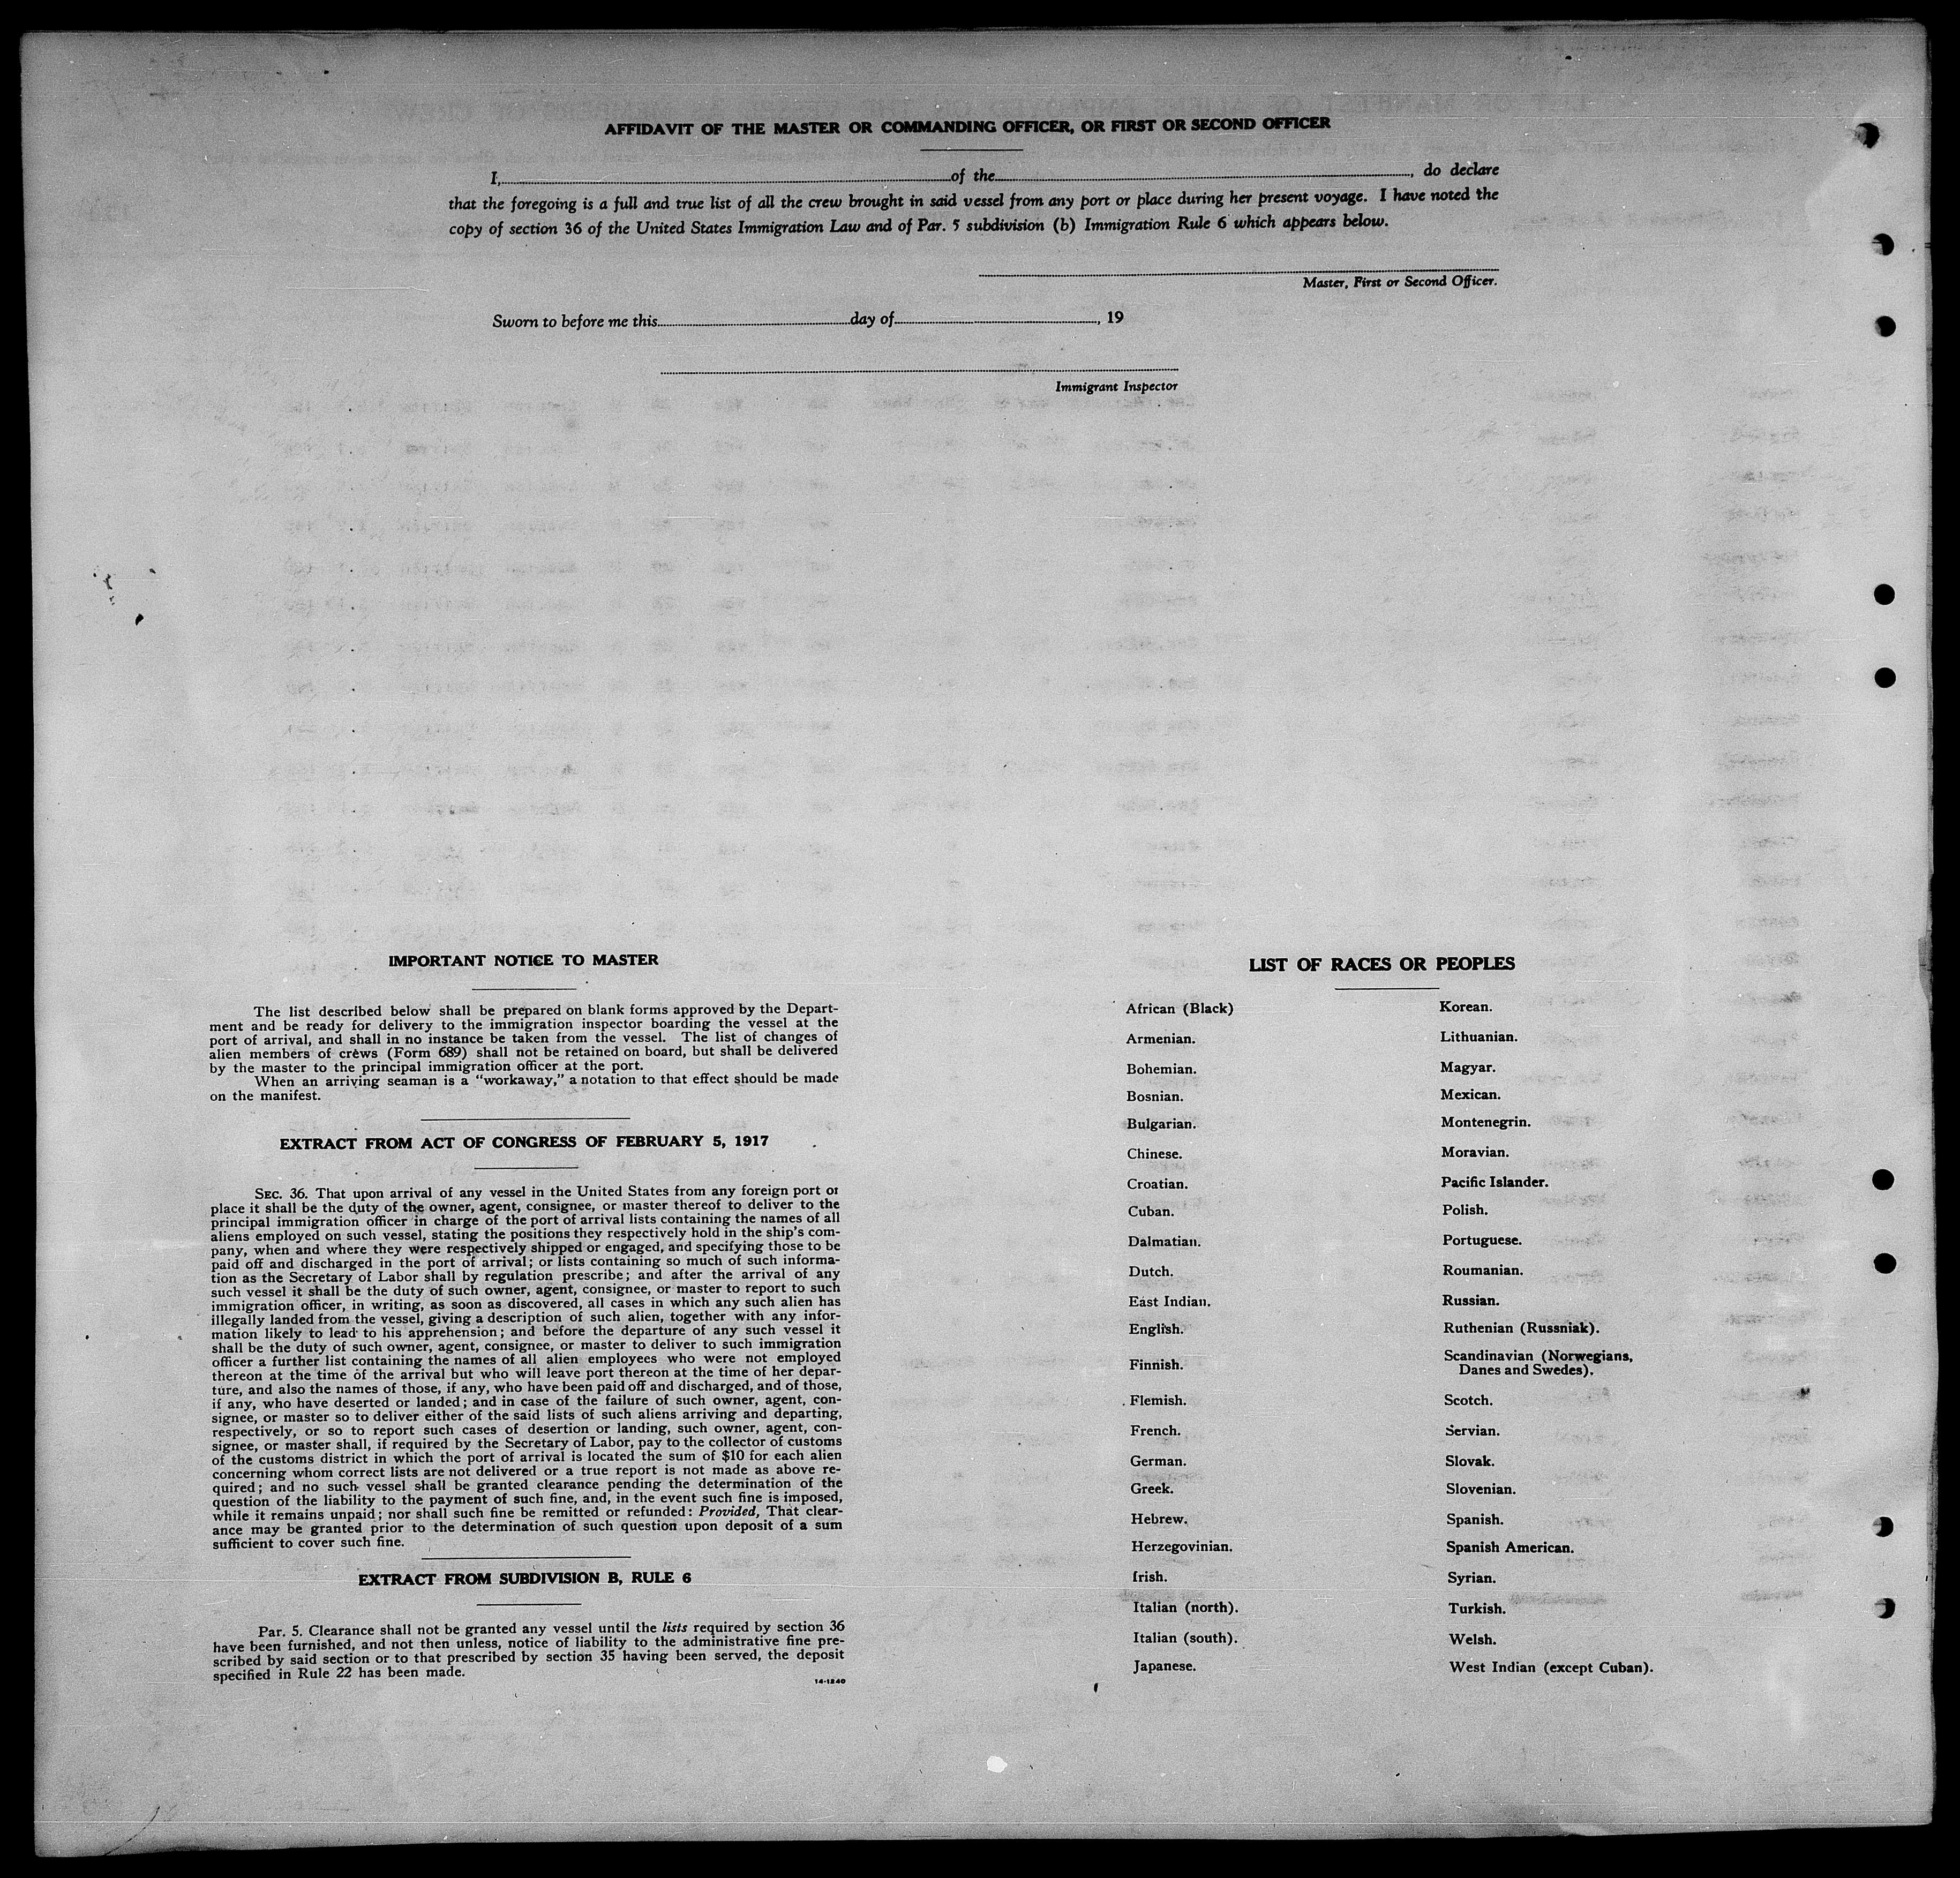 AFFIDAVIT OF THE MASTER OR COMMANDING OFFICER, OR FIRST OR SECOND OFFICER
I, of the , do declare
that the foregoing is a full and true list of all the crew brought in said vessel from any port or place during her present voyage. I have noted the
copy of section 36 of the United States Immigration Law and of Par. 5 subdivision (b) Immigration Rule 6 which appears below.
Master, First or Second Officer.
Sworn to before me this day of , 19
Immigrant Inspector
IMPORTANT NOTICE TO MASTER
The list described below shall be prepared on blank forms approved by the Depart-
ment and be ready for delivery to the immigration inspector boarding the vessel at the
port of arrival, and shall in no instance be taken from the vessel. The list of changes of
alien members of crews (Form 689) shall not be retained on board, but shall be delivered
by the master to the principal immigration officer at the port.
When an arriving seaman is a "workaway," a notation to that effect should be made
on the manifest.
EXTRACT FROM ACT OF CONGRESS OF FEBRUARY 5, 1917
SEC. 36. That upon arrival of any vessel in the United States from any foreign port or
place it shall be the duty of the owner, agent, consignee, or master thereof to deliver to the
principal immigration officer in charge of the port of arrival lists containing the names of all
aliens employed on such vessel, stating the positions they respectively hold in the ship's com-
pany, when and where they were respectively shipped or engaged, and specifying those to be
paid off and discharged in the port of arrival; or lists containing so much of such informa-
tion as the Secretary of Labor shall by regulation prescribe; and after the arrival of any
such vessel it shall be the duty of such owner, agent, consignee, or master to report to such
immigration officer, in writing, as soon as discovered, all cases in which any such alien has
illegally landed from the vessel, giving a description of such alien, together with any infor-
mation likely to lead to his apprehension; and before the departure of any such vessel it
shall be the duty of such owner, agent, consignee, or master to deliver to such immigration
officer a further list containing the names of all alien employees who were not employed
thereon at the time of the arrival but who will leave port thereon at the time of her depar-
ture, and also the names of those, if any, who have been paid off and discharged, and of those,
if any, who have deserted or landed; and in case of the failure of such owner, agent, con-
signee, or master so to deliver either of the said lists of such aliens arriving and departing,
respectively, or so to report such cases of desertion or landing, such owner, agent, con-
signee, or master shall, if required by the Secretary of Labor, pay to the collector of customs
of the customs district in which the port of arrival is located the sum of $10 for each alien
concerning whom correct lists are not delivered or a true report is not made as above re-
quired; and no such vessel shall be granted clearance pending the determination of the
question of the liability to the payment of such fine, and, in the event such fine is imposed,
while it remains unpaid; nor shall such fine be remitted or refunded: Provided, That clear-
ance may be granted prior to the determination of such question upon deposit of a sum
sufficient to cover such fine.
EXTRACT FROM SUBDIVISION B, RULE 6
Par. 5. Clearance shall not be granted any vessel until the lists required by section 36
have been furnished, and not then unless, notice of liability to the administrative fine pre-
scribed by said section or to that prescribed by section 35 having been served, the deposit
specified in Rule 22 has been made.
14-1240
LIST OF RACES OR PEOPLES
African (Black)
Armenian.
Bohemian.
Bosnian.
Bulgarian.
Chinese.
Croatian.
Cuban.
Dalmatian.
Dutch.
East Indian.
English.
Finnish.
Flemish.
French.
German.
Greek.
Hebrew.
Herzegovinian.
Irish.
Italian (north).
Italian (south).
Japanese.
Korean.
Lithuanian.
Magyar.
Mexican.
Montenegrin.
Moravian.
Pacific Islander.
Polish.
Portuguese.
Roumanian.
Russian.
Ruthenian (Russniak).
Scandinavian (Norwegians,
Danes and Swedes).
Scotch.
Servian.
Slovak.
Slovenian.
Spanish.
Spanish American.
Syrian.
Turkish.
Welsh.
West Indian (except Cuban).